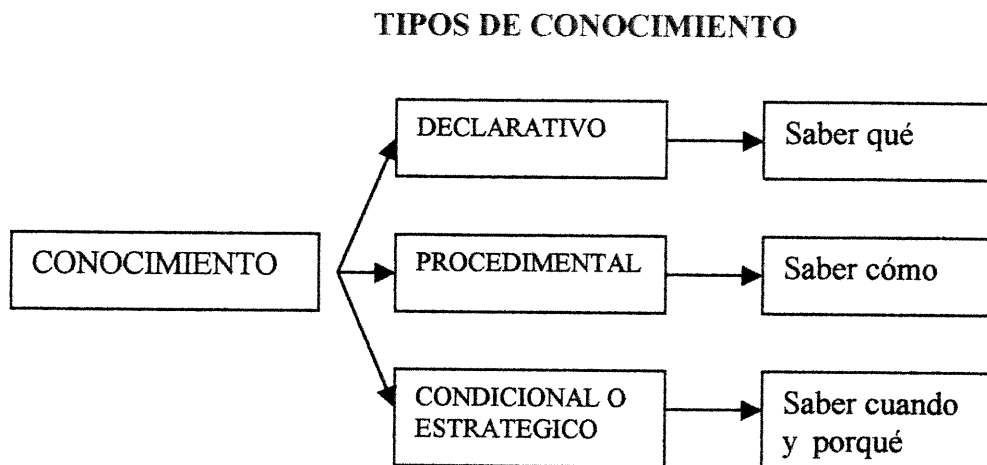 TIPOS DE CONOCIMIENTO
DECLARATIVO
Saber qué
CONOCIMIENTO
PROCEDIMENTAL
Saber cómo
CONDICIONAL O
ESTRATEGICO
Saber cuando
y porqué